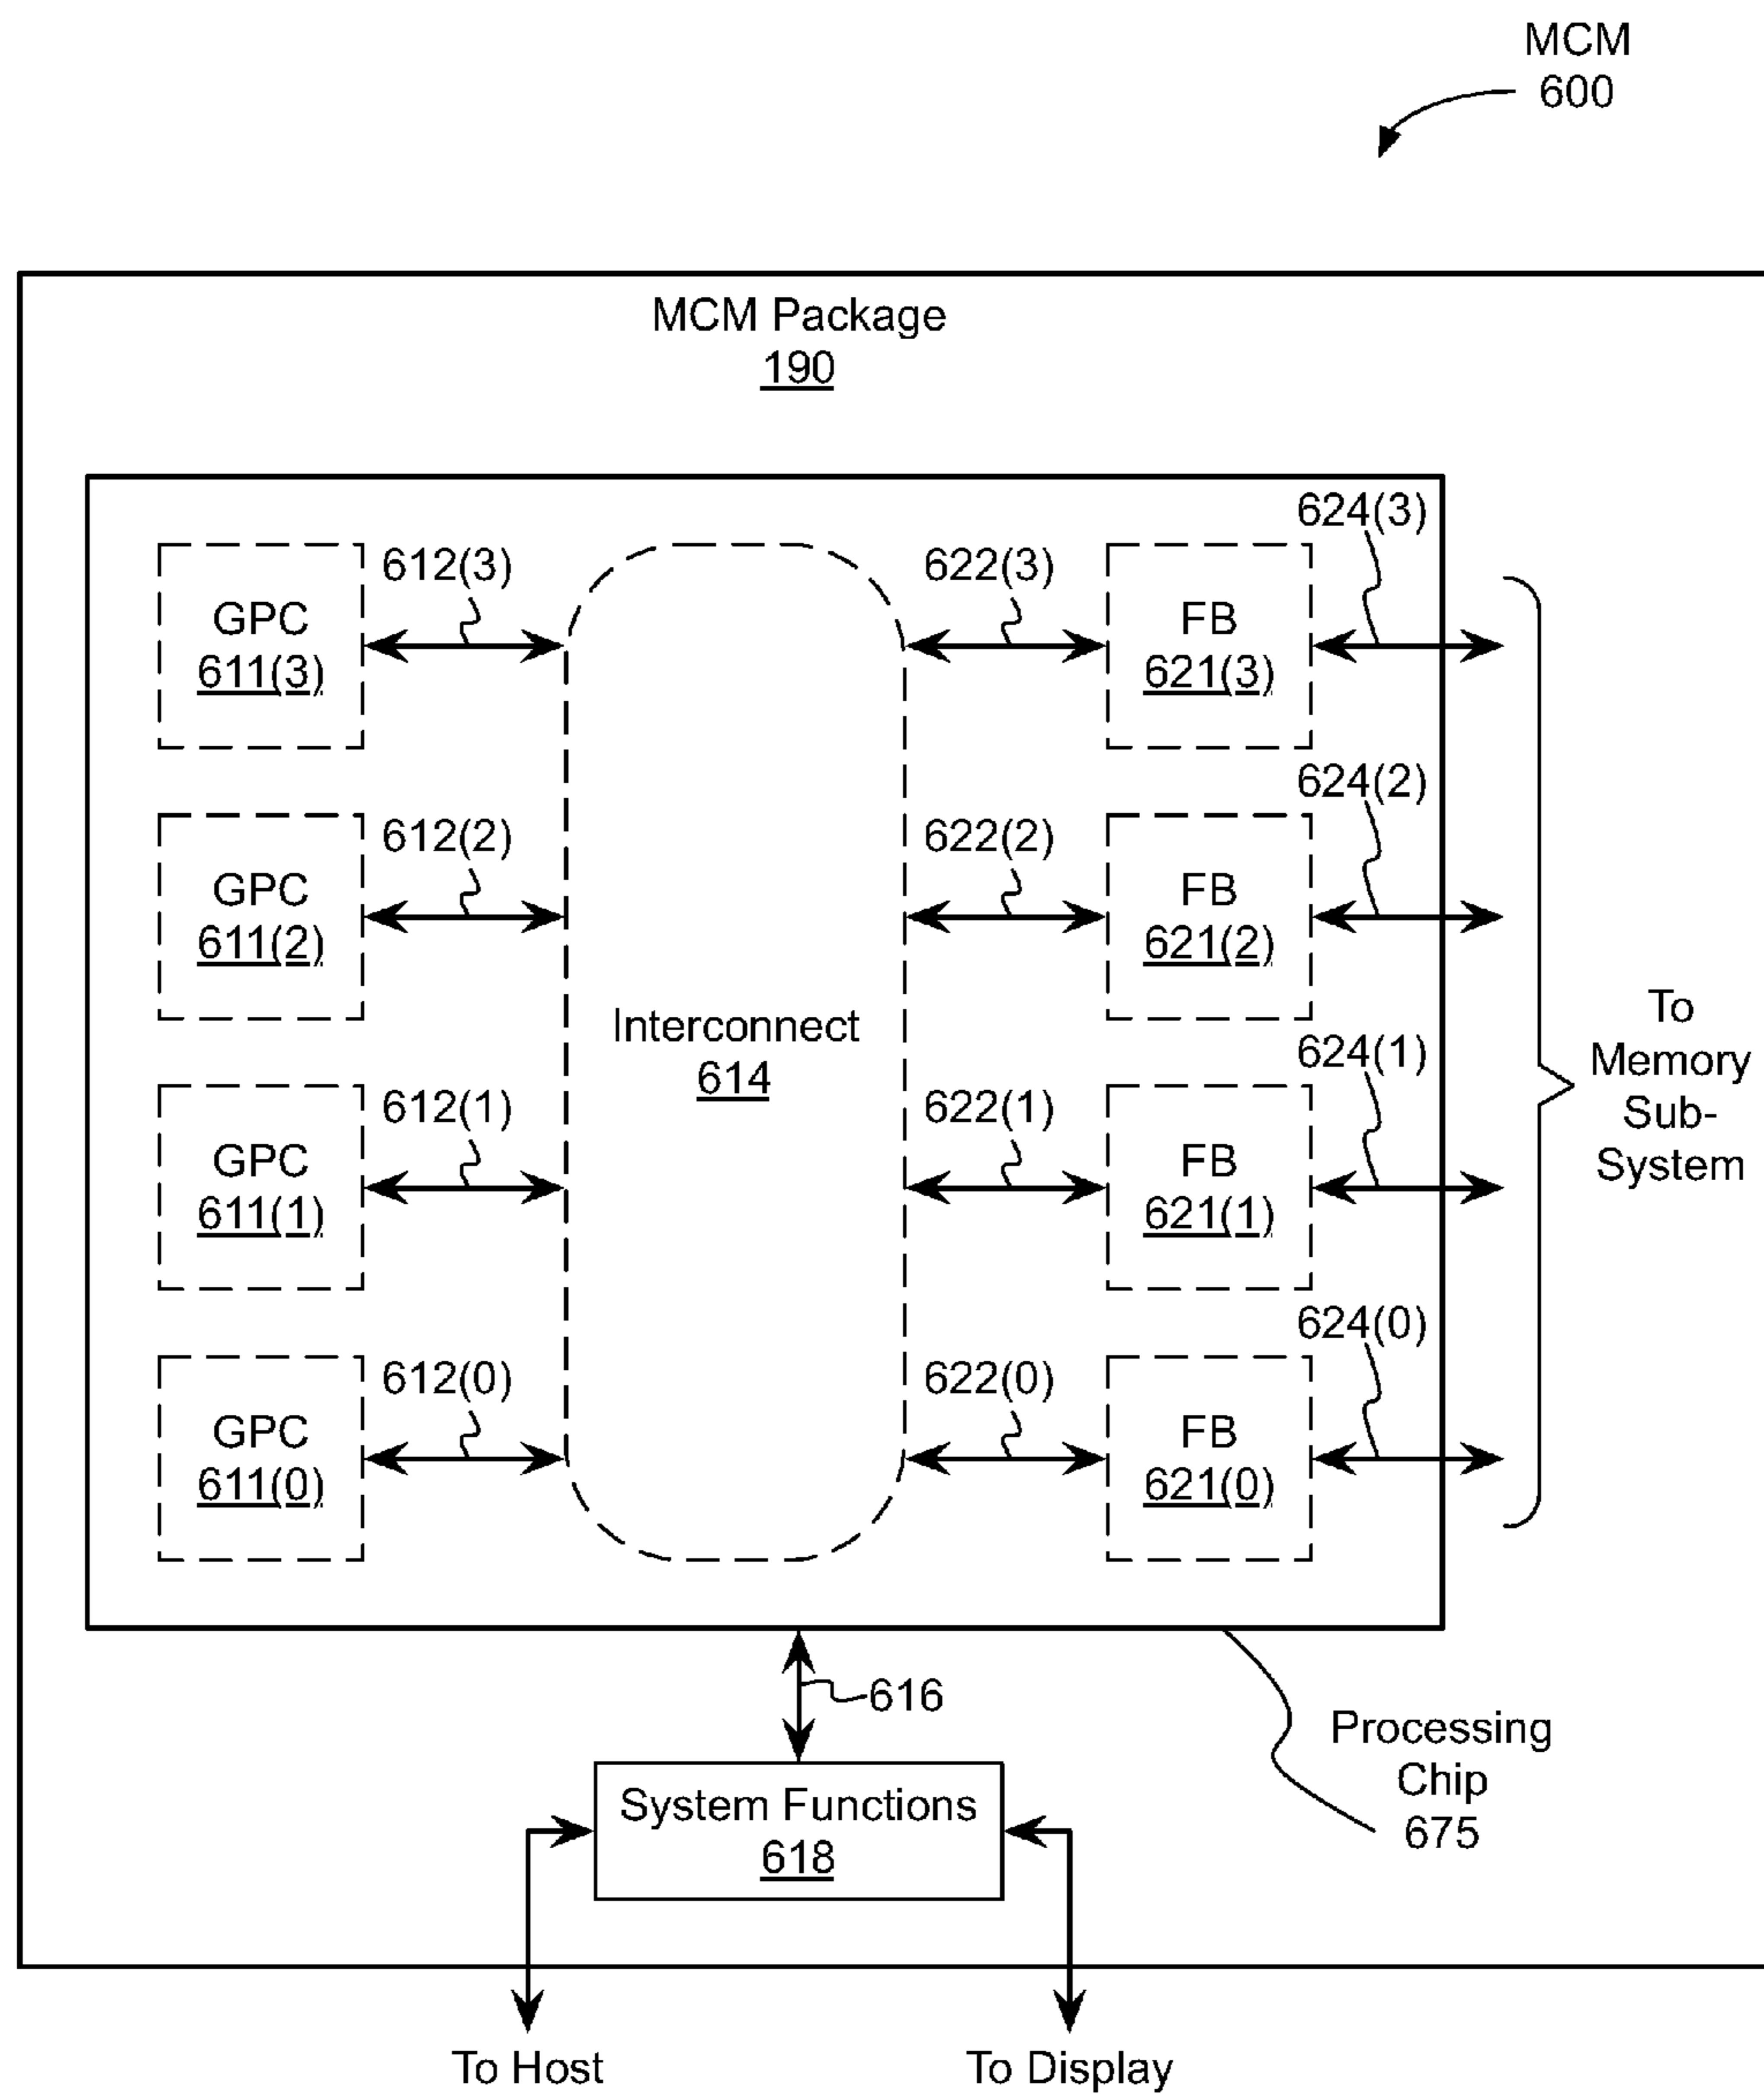 MCM
600
MCM Package
190
624(3)
612(3)
622(3)
GPC
611(3)
FB
621(3)
624(2)
612(2)
622(2)
GPC
611(2)
FB
621(2)
Interconnect
614
To
Memory
Sub-
System
624(1)
612(1)
622(1)
GPC
611(1)
FB
621(1)
624(0)
612(0)
622(0)
GPC
611(0)
FB
621(0)
616
Processing
Chip
675
System Functions
618
To Host
To Display